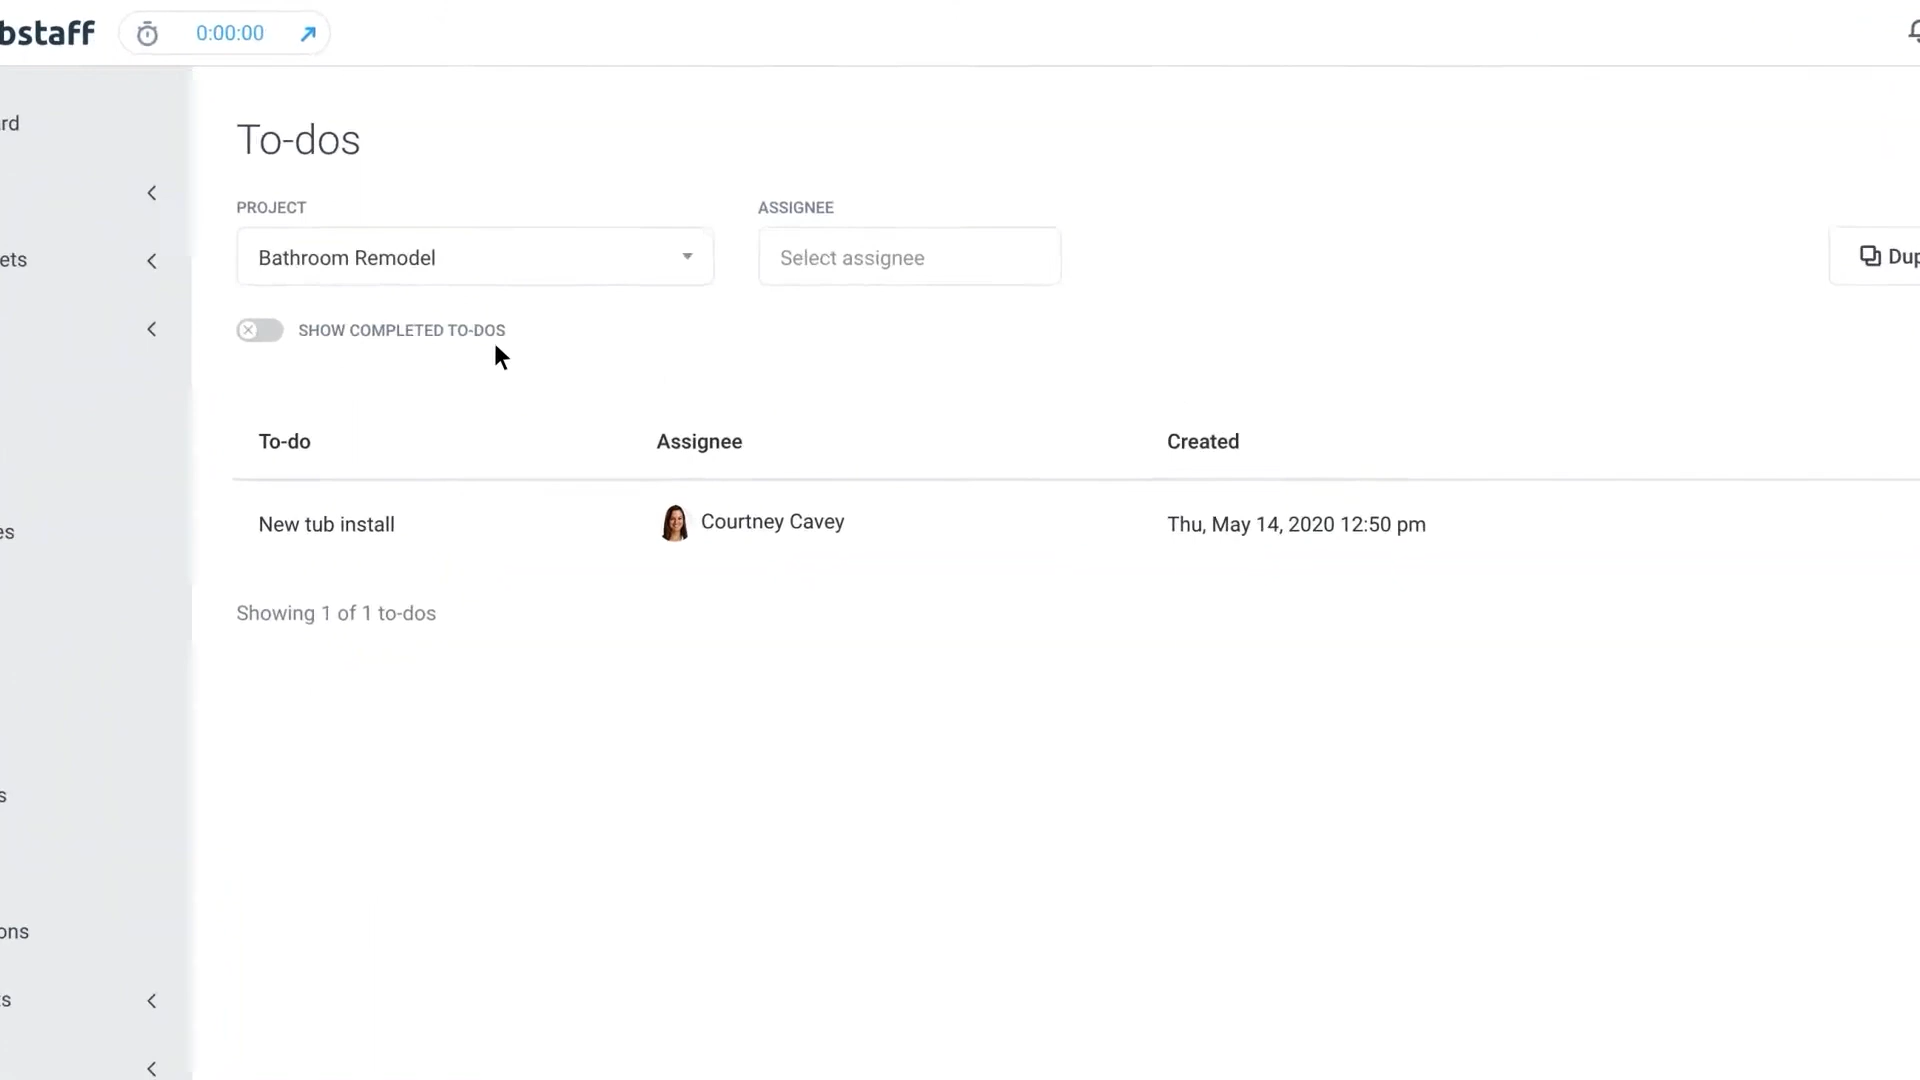 bstaff
0:00:00
rd
ets
es
s
ons
ts
To-dos
PROJECT
ASSIGNEE
Bathroom Remodel
Select assignee
Dup
SHOW COMPLETED TO-DOS
To-do Assignee Created
New tub install Courtney Cavey Thu, May 14, 2020 12:50 pm
Showing 1 of 1 to-dos